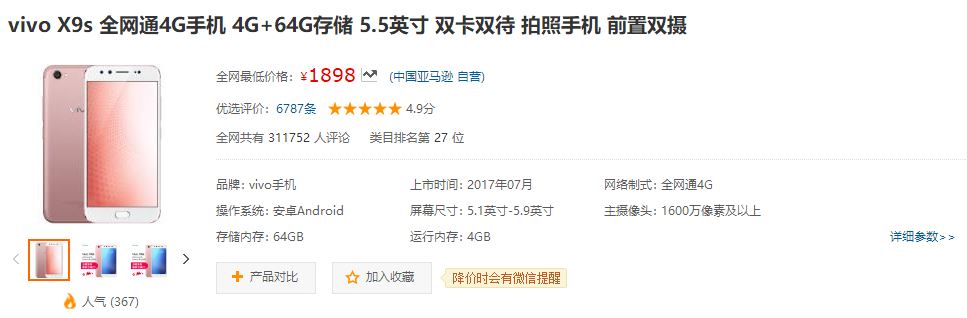 vivo X9s 全网通4G手机 4G+64G存储 5.5英寸 双卡双待 拍照手机 前置双摄
全网最低价格: ¥1898 (中国亚马逊 自营)
优选评价: 6787条 4.9分
全网共有 311752 人评论 类目排名第 27 位
品牌: vivo手机 上市时间: 2017年07月 网络制式: 全网通4G
操作系统: 安卓Android 屏幕尺寸: 5.1英寸-5.9英寸 主摄像头: 1600万像素及以上
存储内存: 64GB 运行内存: 4GB 详细参数>>
产品对比 加入收藏 降价时会有微信提醒
人气 (367)